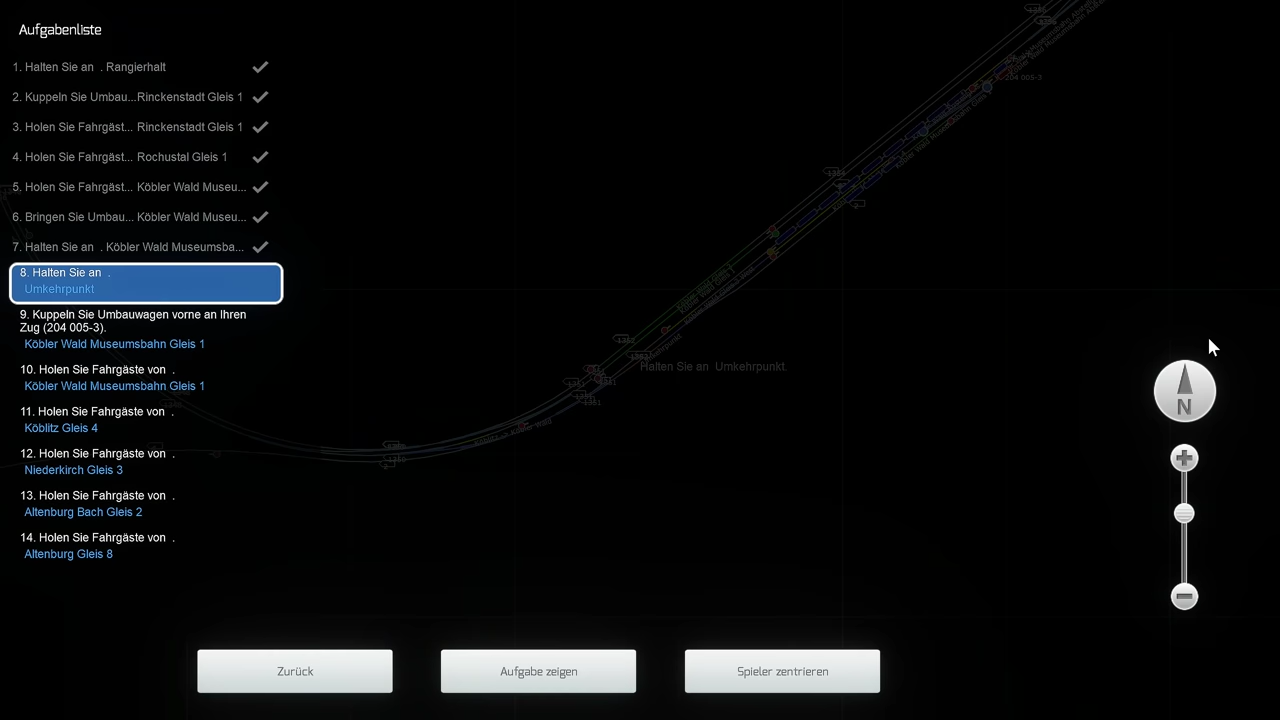 Aufgabenliste
1. Halten Sie an . Rangierhalt
2. Kuppeln Sie Umbau...Rinckenstadt Gleis 1
3. Holen Sie Fahrgäst... Rinckenstadt Gleis 1
4. Holen Sie Fahrgäst... Rochustal Gleis 1
5. Holen Sie Fahrgäst... Köbler Wald Museu...
6. Bringen Sie Umbau... Köbler Wald Museu...
7. Halten Sie an . Köbler Wald Museumsba...
8. Halten Sie an .
Umkehrpunkt
9. Kuppeln Sie Umbauwagen vorne an Ihren
Zug (204 005-3).
Köbler Wald Museumsbahn Gleis 1
10. Holen Sie Fahrgäste von .
Köbler Wald Museumsbahn Gleis 1
11. Holen Sie Fahrgäste von .
Köblitz Gleis 4
12. Holen Sie Fahrgäste von .
Niederkirch Gleis 3
13. Holen Sie Fahrgäste von .
Altenburg Bach Gleis 2
14. Holen Sie Fahrgäste von .
Altenburg Gleis 8
204 005-3
Halten Sie an Umkehrpunkt
N
Zurück
Aufgabe zeigen
Spieler zentrieren